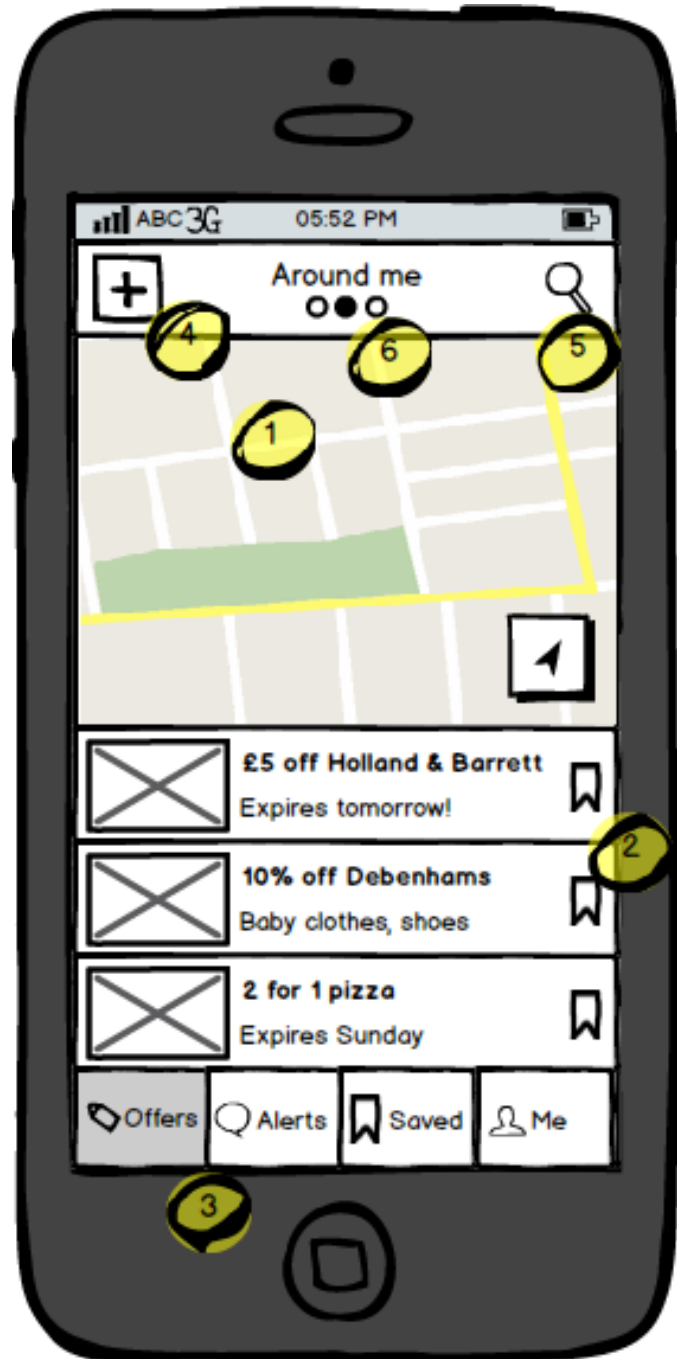 ABC 3G 05:52 PM
Around me
4
6
5
1
£5 off Holland & Barrett
Expires tomorrow!
2
10% off Debenhams
Baby clothes, shoes
2 for 1 pizza
Expires Sunday
Offers Alerts Saved Me
3